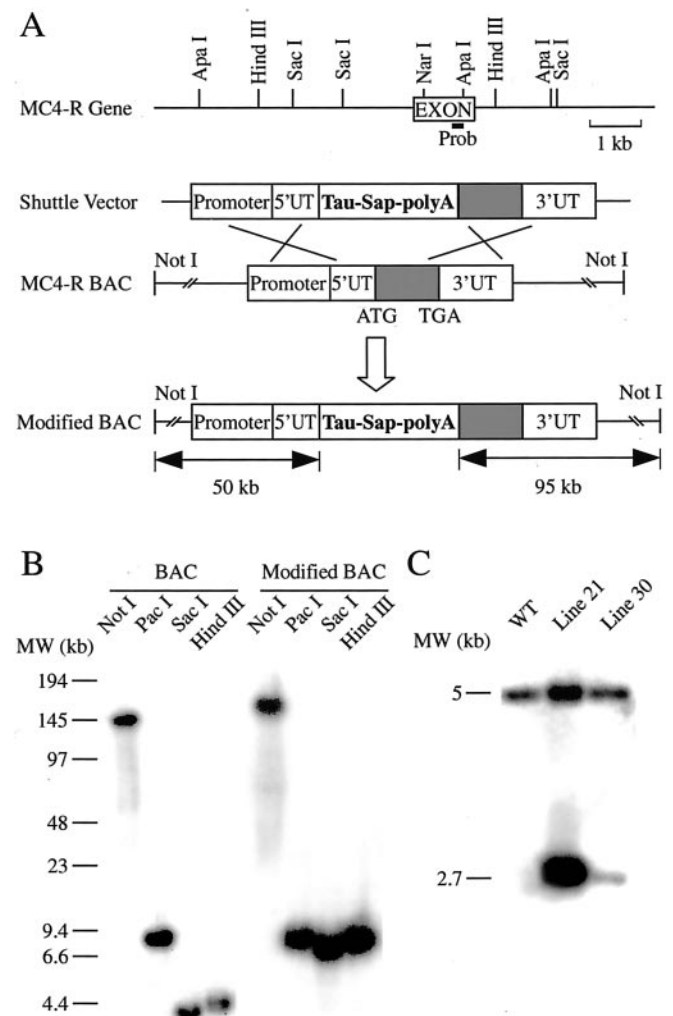 A
Apa I Hind III Sac I Sac I Nar I Apa I Hind III Apa I Sac I
MC4-R Gene EXON
Prob 1 kb
Shuttle Vector Promoter 5'UT Tau-Sap-polyA 3'UT
Not I Not I
MC4-R BAC Promoter 5'UT 3'UT
ATG TGA
Not I Not I
Modified BAC Promoter 5'UT Tau-Sap-polyA 3'UT
50 kb 95 kb
B
BAC Modified BAC
Not I Pac I Sac I Hind III Not I Pac I Sac I Hind III
MW (kb)
194
145
97
48
23
9.4
6.6
4.4
C
WT Line 21 Line 30
MW (kb)
5
2.7